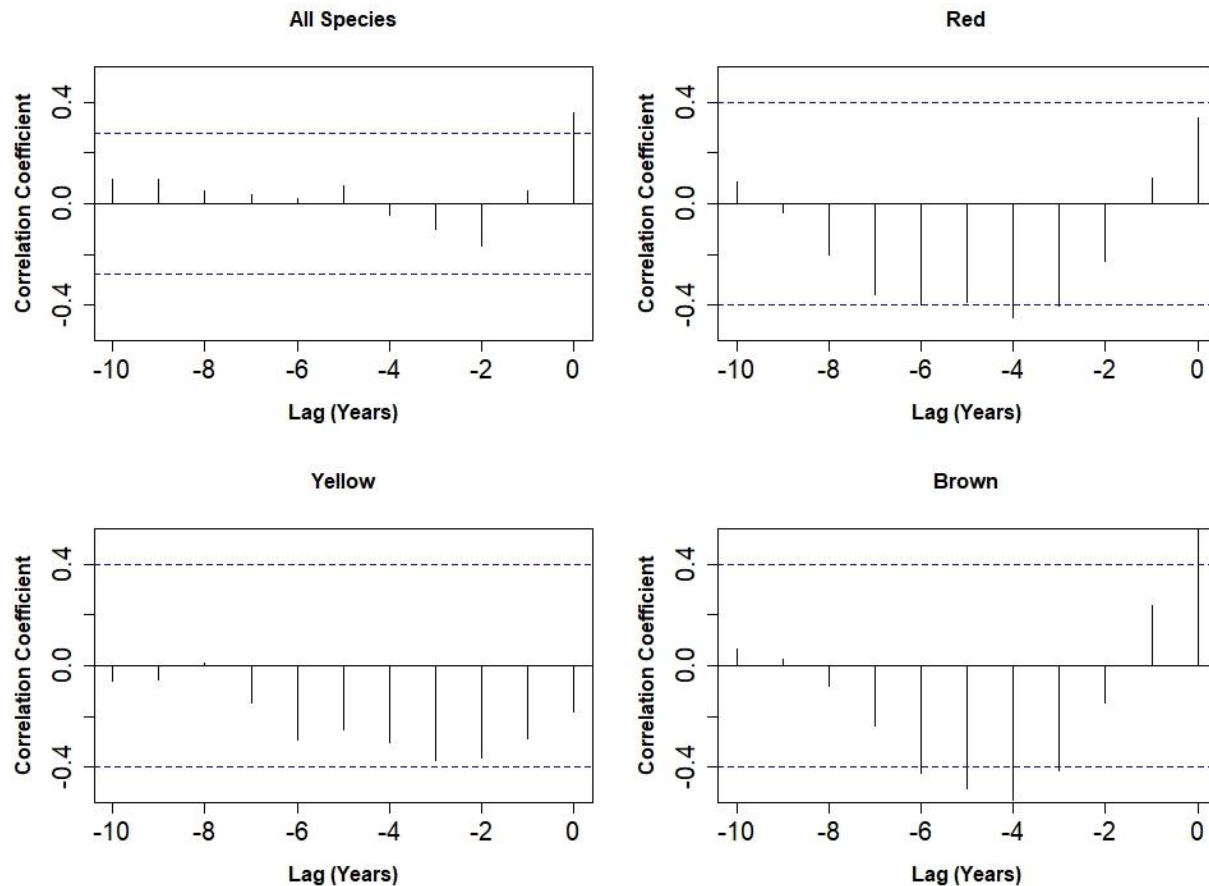 All Species
Correlation Coefficient
0.4
0.0
-0.4
-10 -8 -6 -4 -2 0
Lag (Years)
Red
Correlation Coefficient
0.4
0.0
-0.4
-10 -8 -6 -4 -2 0
Lag (Years)
Yellow
Correlation Coefficient
0.4
0.0
-0.4
-10 -8 -6 -4 -2 0
Lag (Years)
Brown
Correlation Coefficient
0.4
0.0
-0.4
-10 -8 -6 -4 -2 0
Lag (Years)